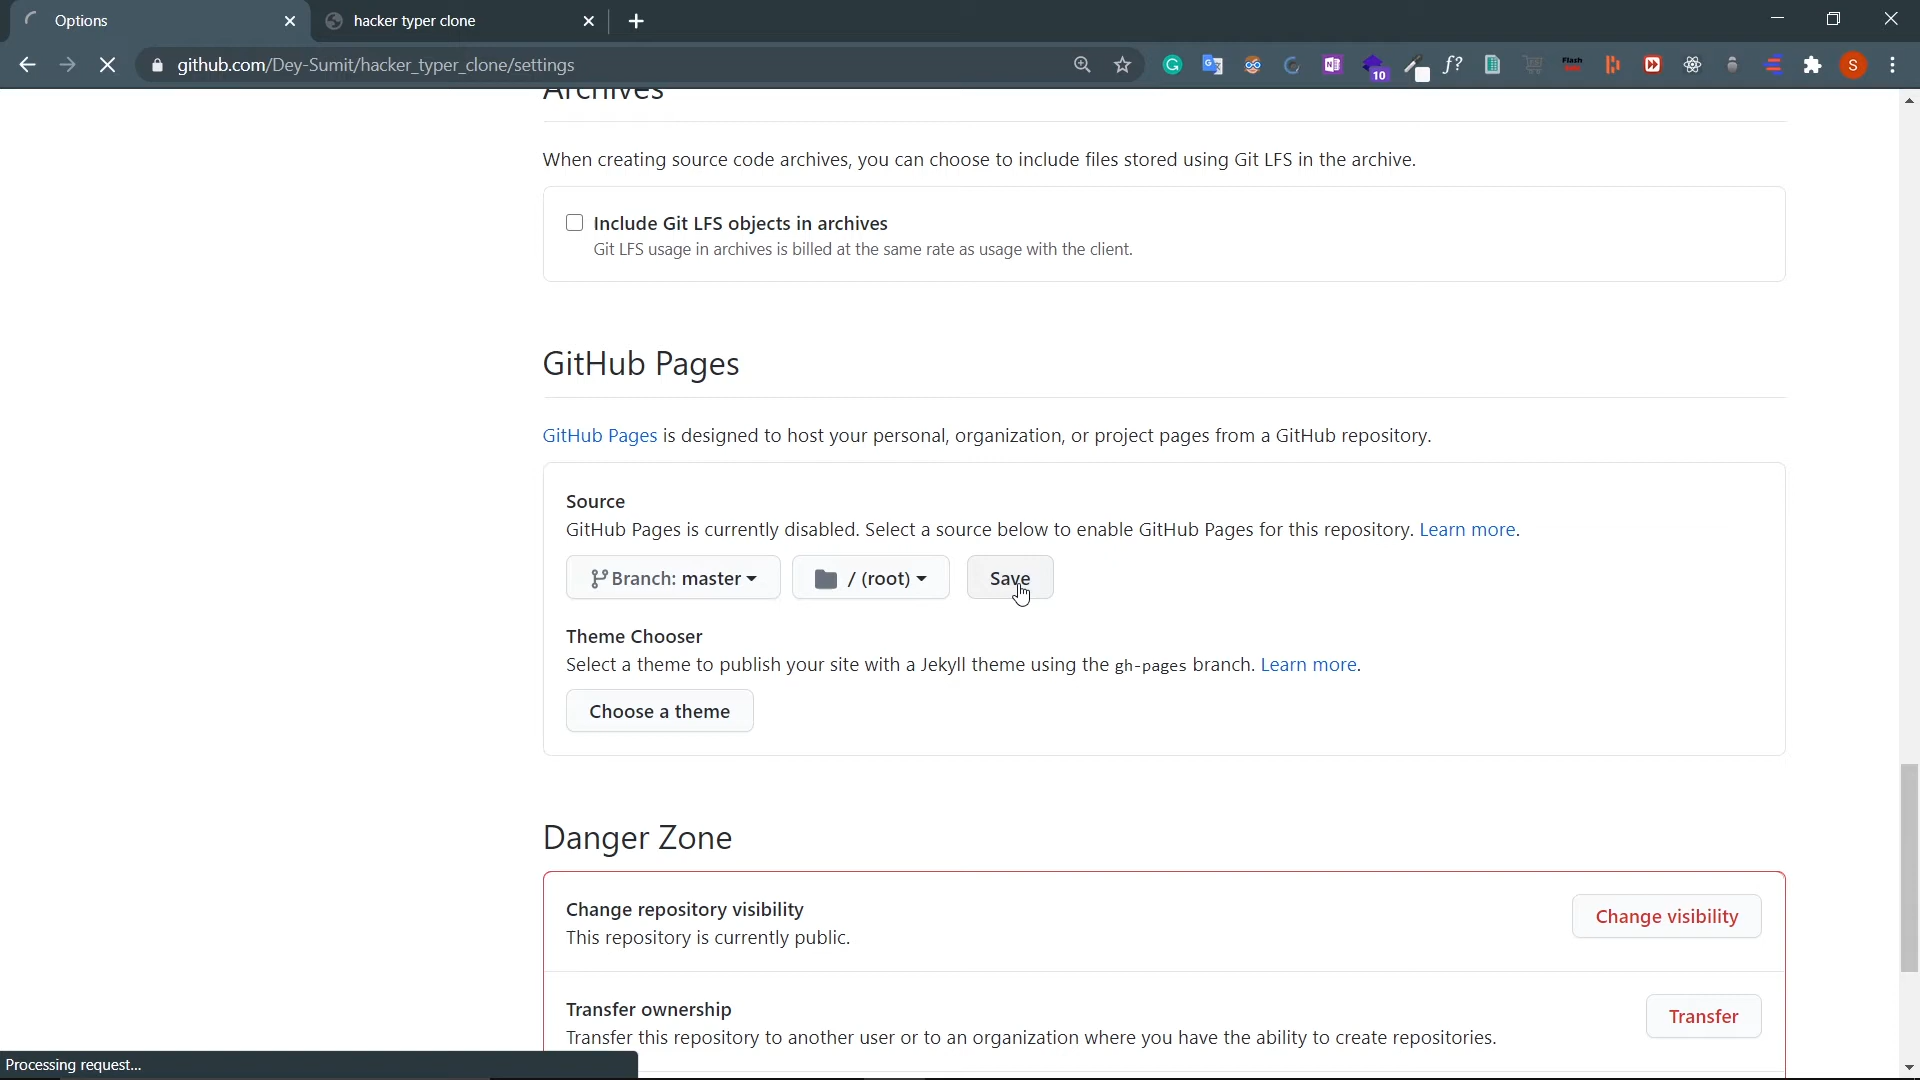 Options
hacker typer clone
github.com/Dey-Sumit/hacker_typer_clone/settings
10
Flash
f?
S
Archives
When creating source code archives, you can choose to include files stored using Git LFS in the archive.
Include Git LFS objects in archives
Git LFS usage in archives is billed at the same rate as usage with the client.
GitHub Pages
GitHub Pages is designed to host your personal, organization, or project pages from a GitHub repository.
Source
GitHub Pages is currently disabled. Select a source below to enable GitHub Pages for this repository. Learn more.
Branch: master
/ (root)
Save
Theme Chooser
Select a theme to publish your site with a Jekyll theme using the gh-pages branch. Learn more.
Choose a theme
Danger Zone
Change repository visibility
This repository is currently public.
Change visibility
Transfer ownership
Transfer this repository to another user or to an organization where you have the ability to create repositories.
Transfer
Processing request...